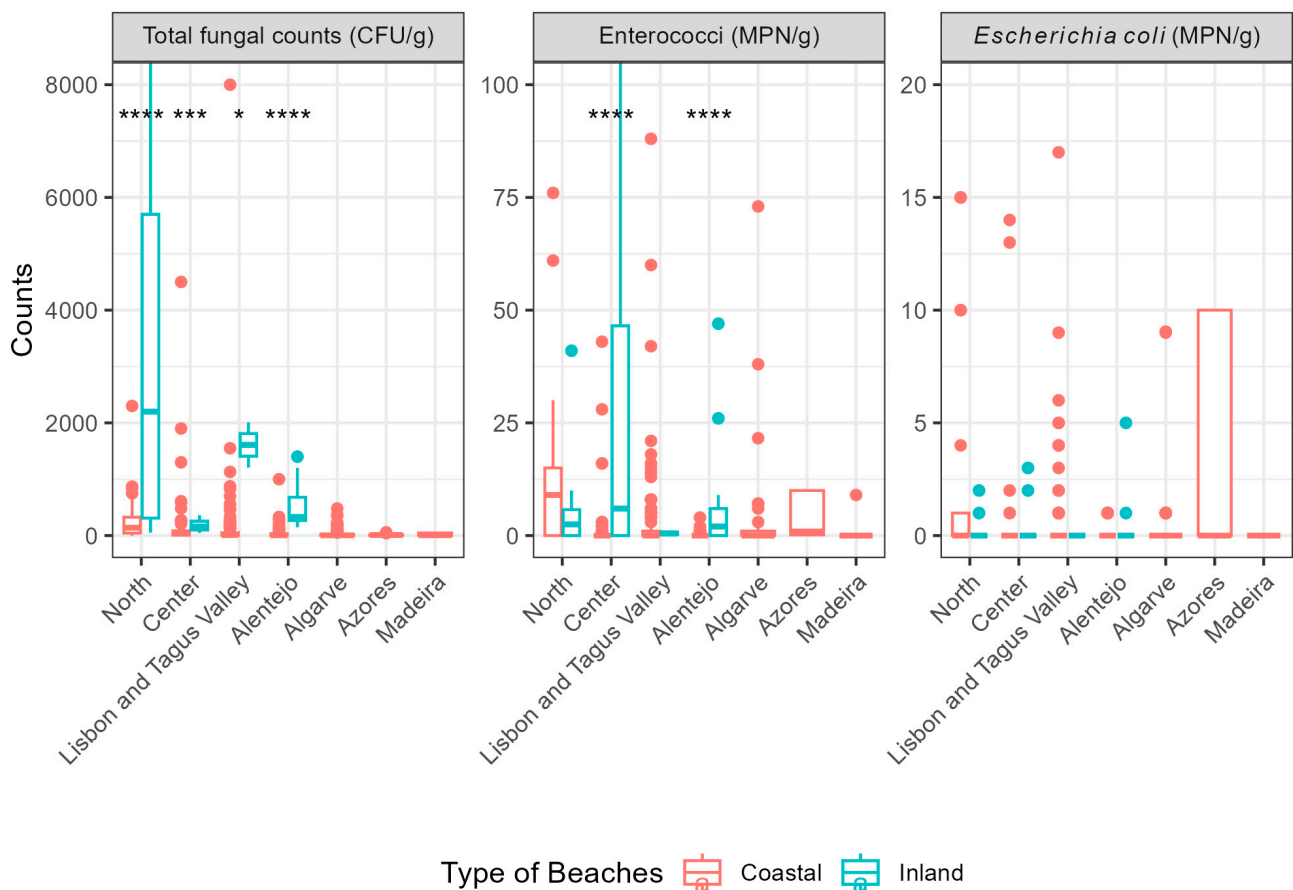 Total fungal counts (CFU/g)
Enterococci (MPN/g)
Escherichia coli (MPN/g)
Counts
8000
6000
4000
2000
0
**** *** * ****
North
Center
Lisbon and Tagus Valley
Alentejo
Algarve
Azores
Madeira
100
75
50
25
0
**** ****
North
Center
Lisbon and Tagus Valley
Alentejo
Algarve
Azores
Madeira
20
15
10
5
0
North
Center
Lisbon and Tagus Valley
Alentejo
Algarve
Azores
Madeira
Type of Beaches Coastal Inland